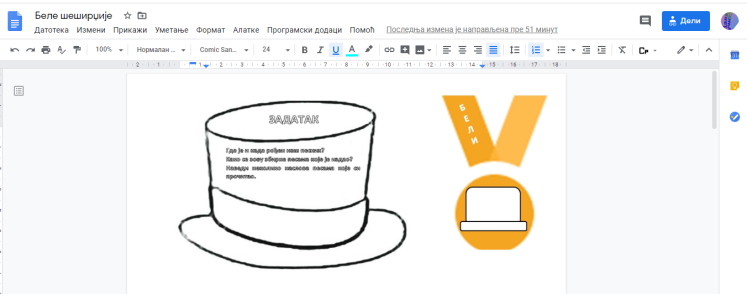 Беле шеширџије
Датотека Измени Прикажи Уметање Формат Алатке Програмски додаци Помоћ Последња измена је направљена пре 51 минут
Дели
100% Нормалан ... Comic San... 24 B I U A
2 1 1 2 3 4 5 6 7 8 9 10 11 12 13 14 15 16 17 18
ЗАДАТАК
Где је и када рођен наш песник?
Како се зову збирке песама које је издао?
Наведи неколико наслова песама које си
прочитао.
БЕЛИ